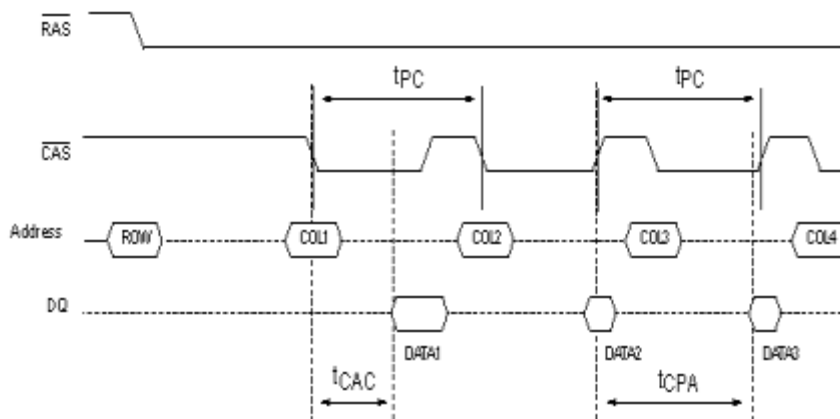 RAS
tPC tPC
CAS
Address ROW COL1 COL2 COL3 COL4
DQ
DATA1 DATA2 DATA3
tCAC tCPA